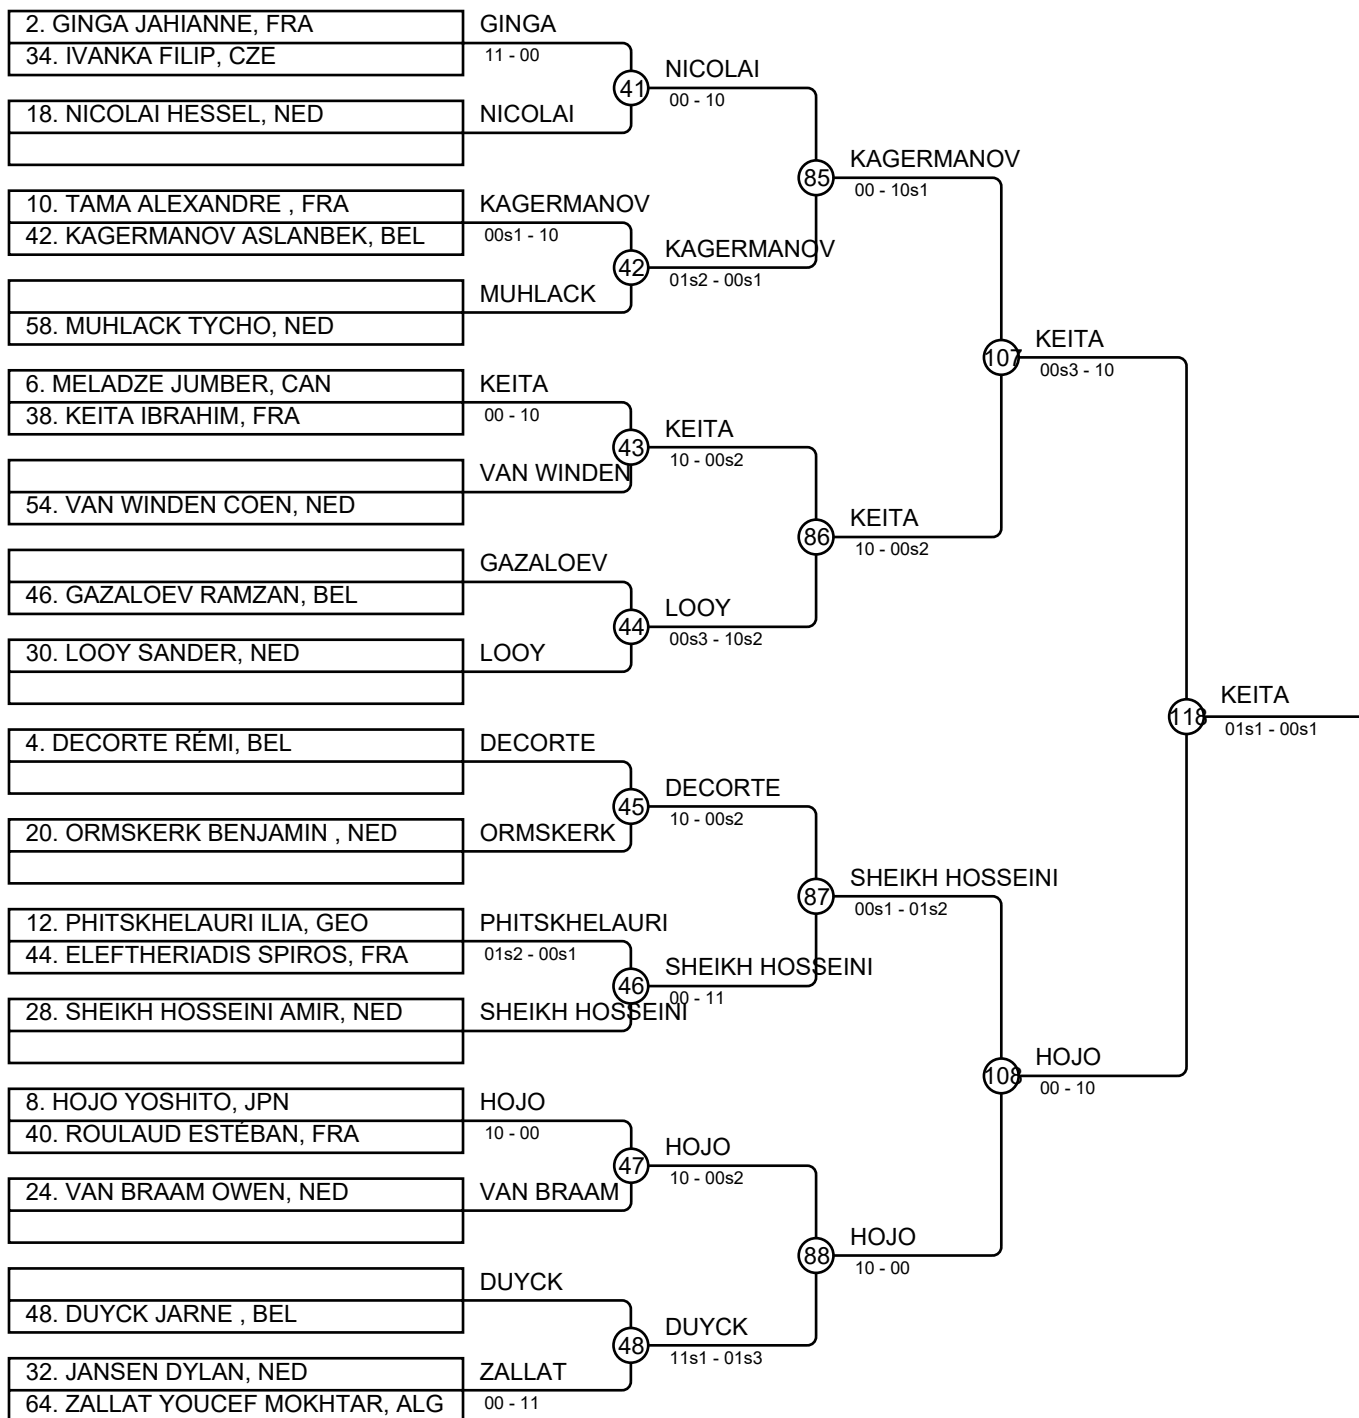 2. GINGA JAHIANNE, FRA
34. IVANKA FILIP, CZE
18. NICOLAI HESSEL, NED
10. TAMA ALEXANDRE , FRA
42. KAGERMANOV ASLANBEK, BEL
58. MUHLACK TYCHO, NED
6. MELADZE JUMBER, CAN
38. KEITA IBRAHIM, FRA
54. VAN WINDEN COEN, NED
46. GAZALOEV RAMZAN, BEL
30. LOOY SANDER, NED
4. DECORTE RÉMI, BEL
20. ORMSKERK BENJAMIN , NED
12. PHITSKHELAURI ILIA, GEO
44. ELEFTHERIADIS SPIROS, FRA
28. SHEIKH HOSSEINI AMIR, NED
8. HOJO YOSHITO, JPN
40. ROULAUD ESTÉBAN, FRA
24. VAN BRAAM OWEN, NED
48. DUYCK JARNE , BEL
32. JANSEN DYLAN, NED
64. ZALLAT YOUCEF MOKHTAR, ALG
GINGA
11 - 00
NICOLAI
KAGERMANOV
00s1 - 10
MUHLACK
KEITA
00 - 10
VAN WINDEN
GAZALOEV
LOOY
DECORTE
ORMSKERK
PHITSKHELAURI
01s2 - 00s1
SHEIKH HOSSEINI
HOJO
10 - 00
VAN BRAAM
DUYCK
ZALLAT
00 - 11
41
NICOLAI
00 - 10
42
KAGERMANOV
01s2 - 00s1
43
KEITA
10 - 00s2
44
LOOY
00s3 - 10s2
45
DECORTE
10 - 00s2
46
SHEIKH HOSSEINI
00 - 11
47
HOJO
10 - 00s2
48
DUYCK
11s1 - 01s3
85
KAGERMANOV
00 - 10s1
86
KEITA
10 - 00s2
87
SHEIKH HOSSEINI
00s1 - 01s2
88
HOJO
10 - 00
107
KEITA
00s3 - 10
108
HOJO
00 - 10
118
KEITA
01s1 - 00s1